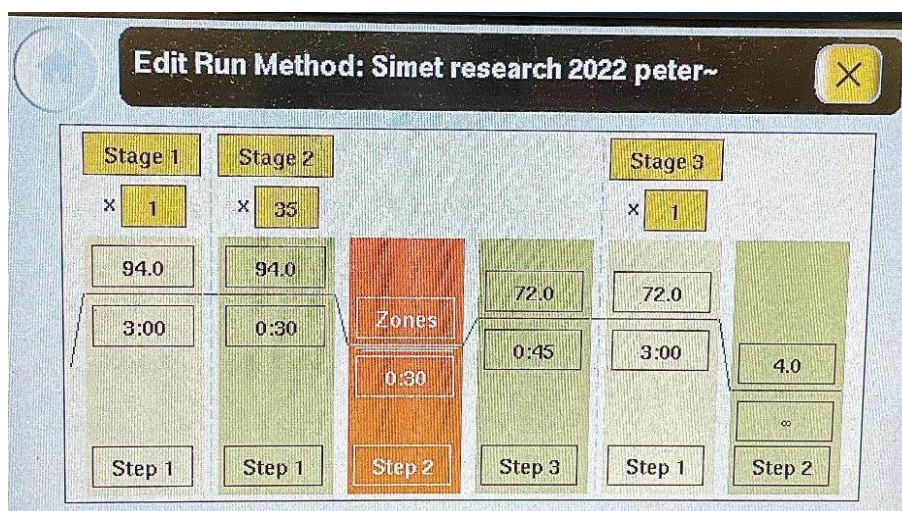 Edit Run Method: Simet research 2022 peter~
X
Stage 1 Stage 2 Stage 3
x 1 x 35 x 1
94.0 94.0 Zones 72.0 72.0 4.0
3:00 0:30 0:30 0:45 3:00 ∞
Step 1 Step 1 Step 2 Step 3 Step 1 Step 2